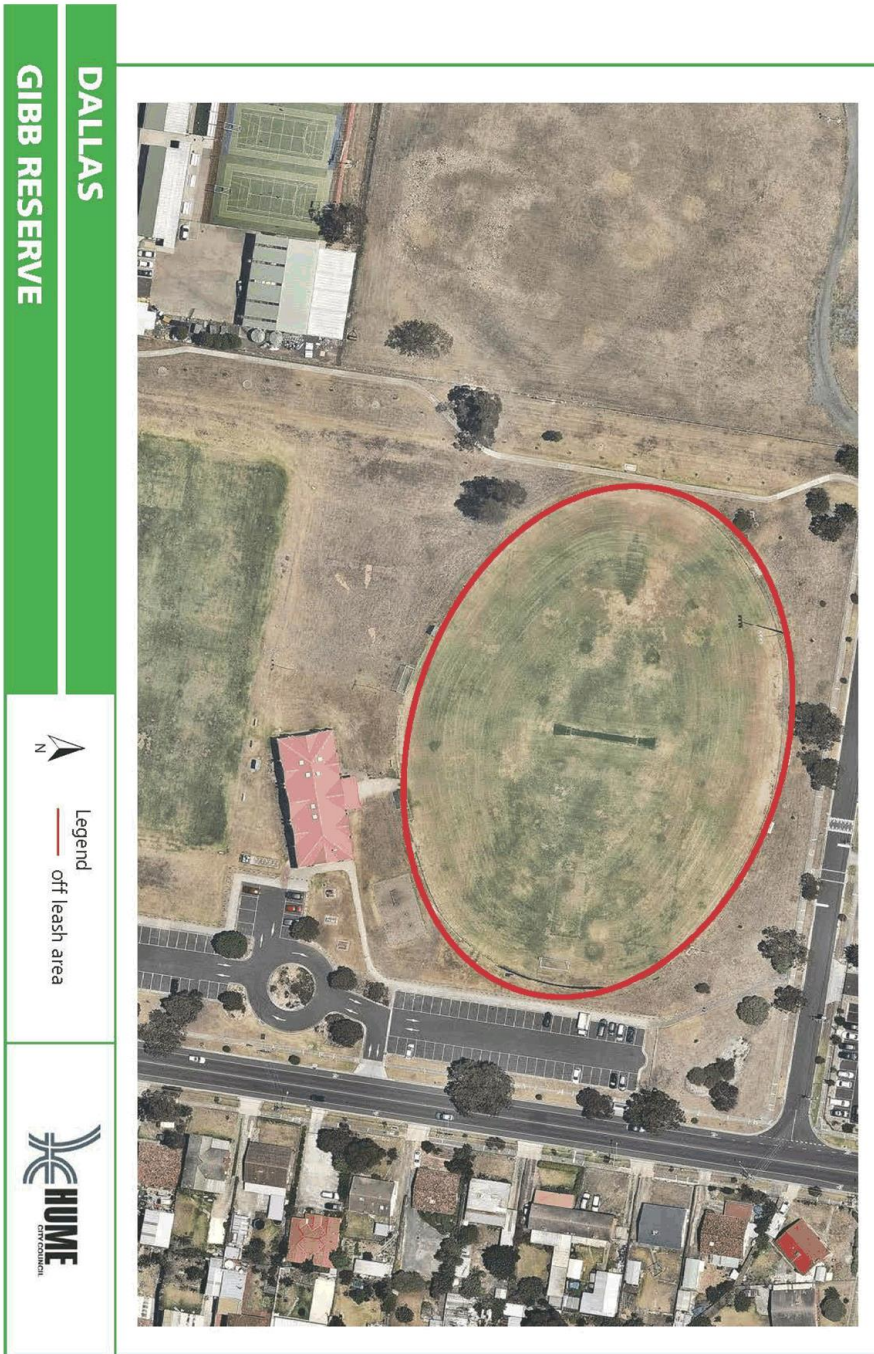 DALLAS
GIBB RESERVE
N
Legend
off leash area
HUME
CITY COUNCIL